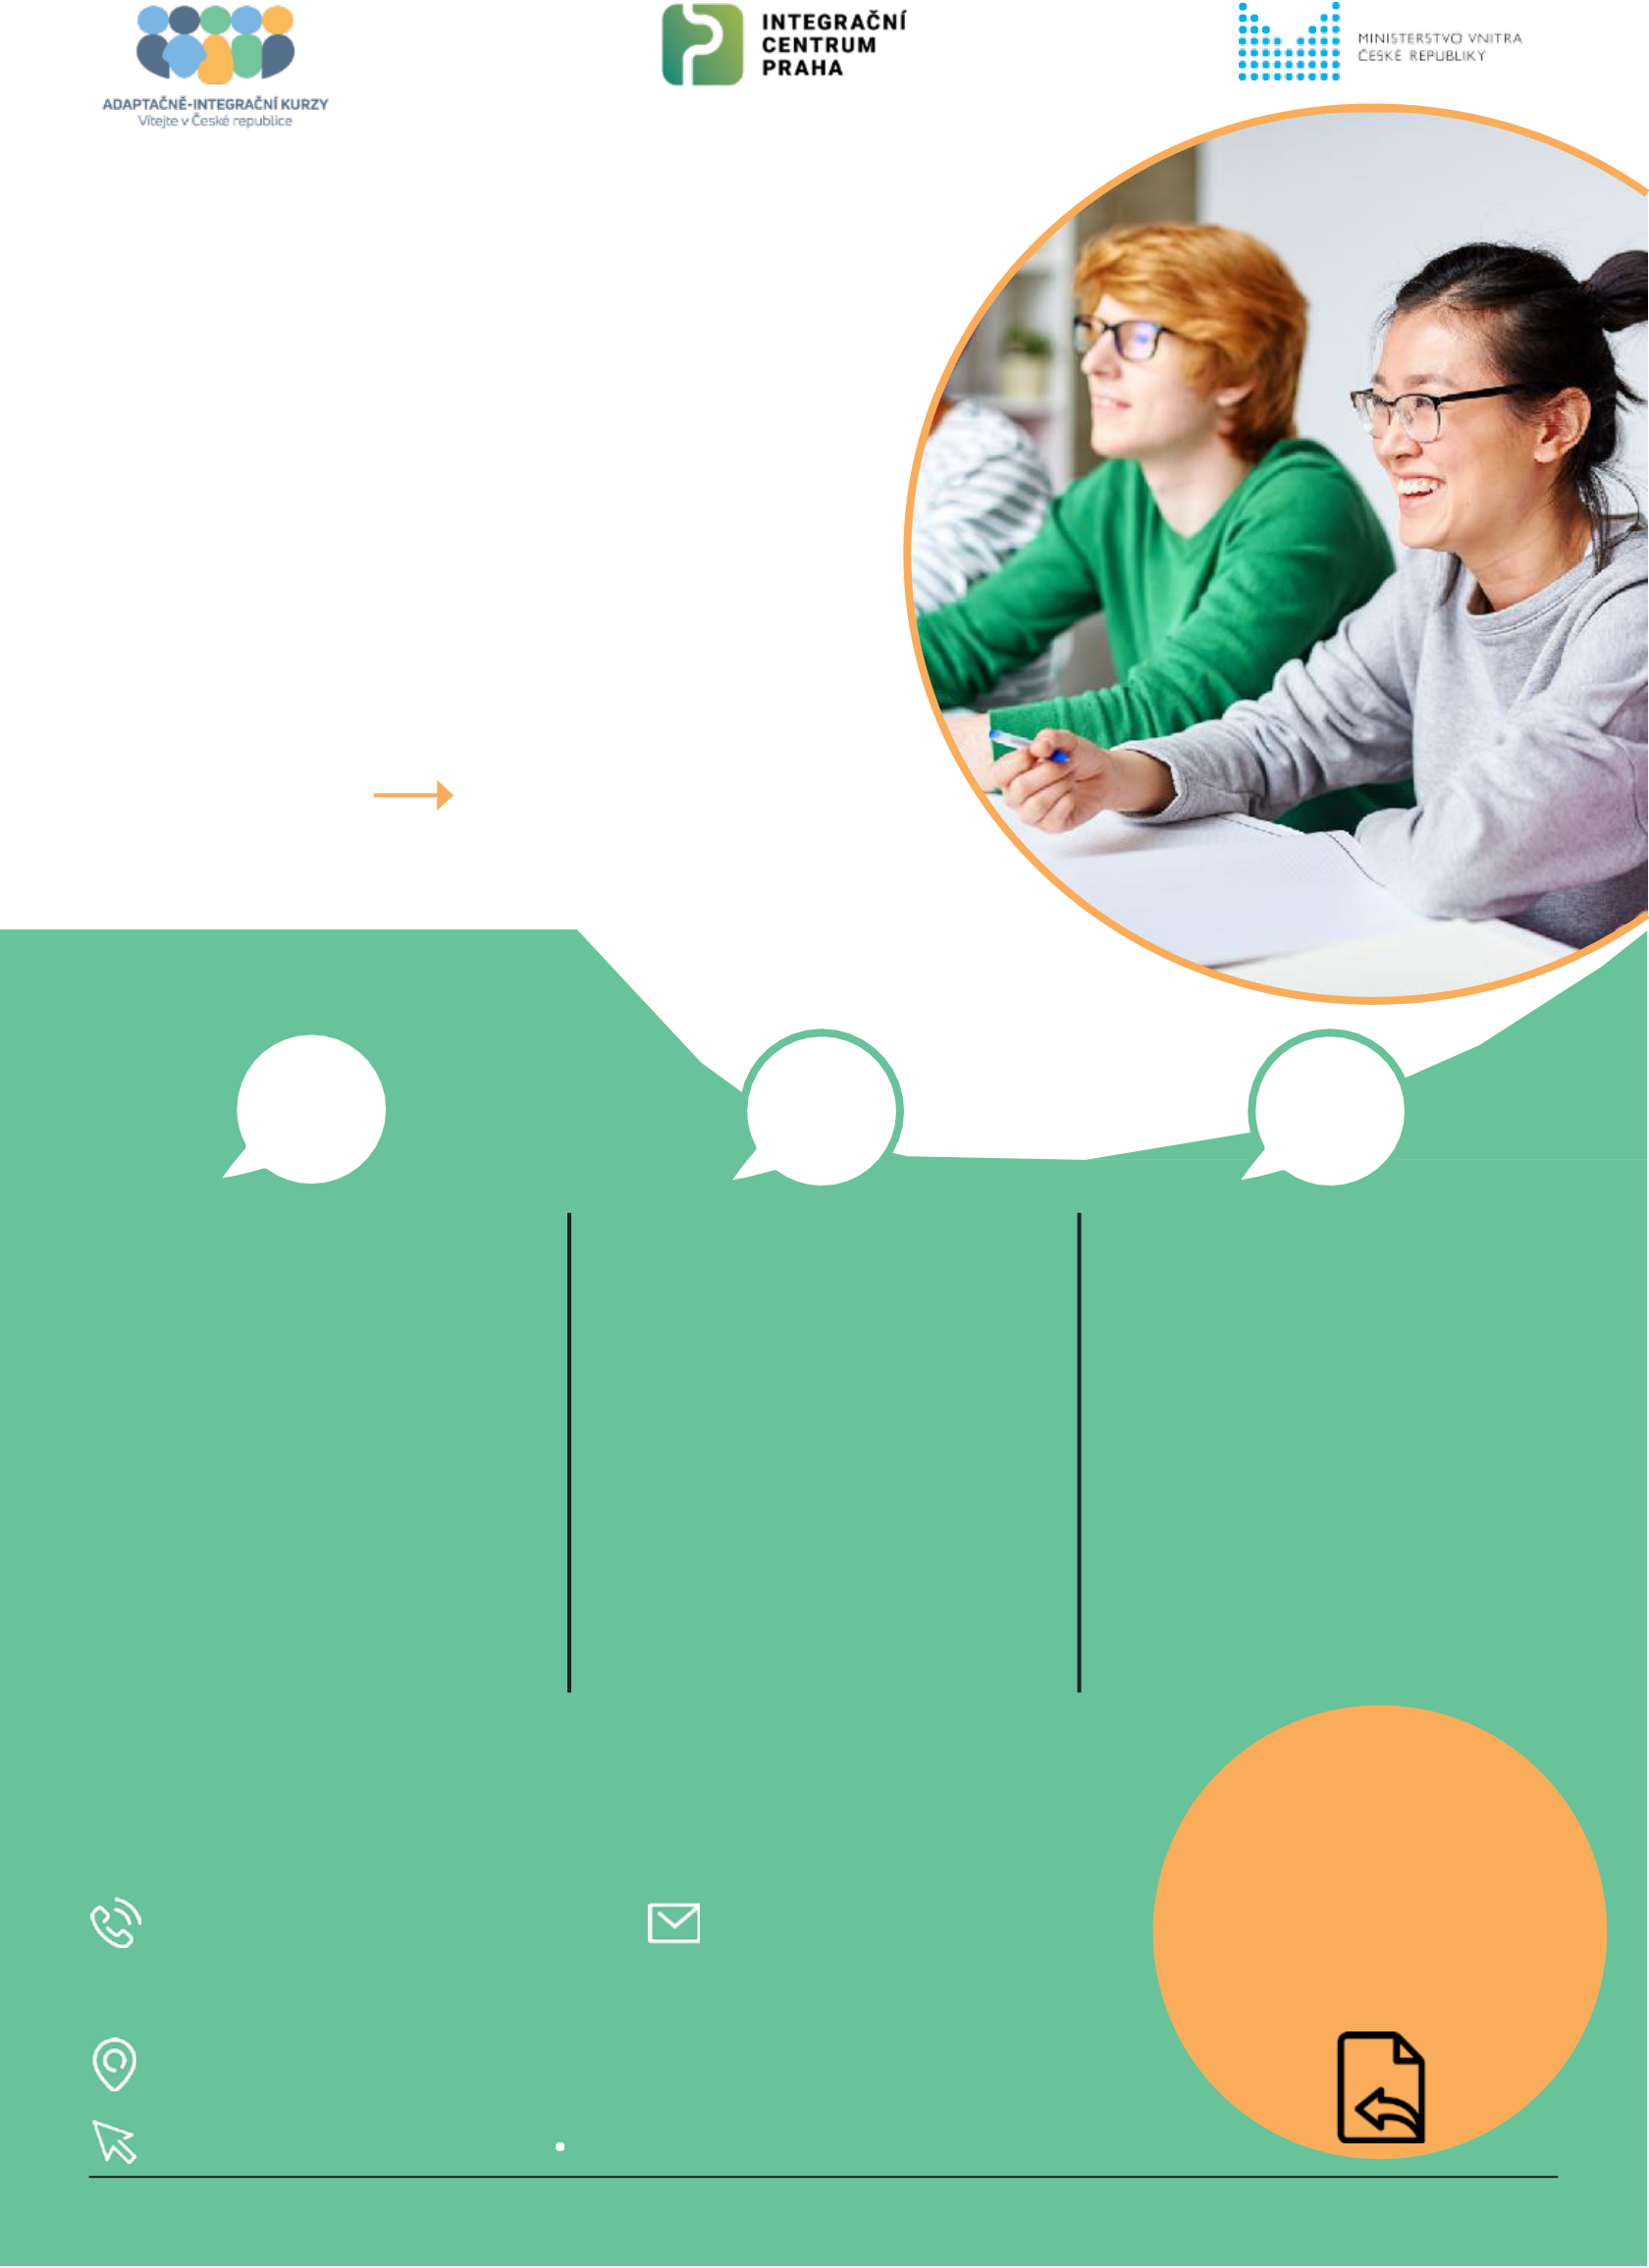 ADAPTAČNĚ-INTEGRAČNÍ KURZY
Vítejte v České republice
INTEGRAČNÍ
CENTRUM
PRAHA
MINISTERSTVO VNITRA
ČESKÉ REPUBLIKY